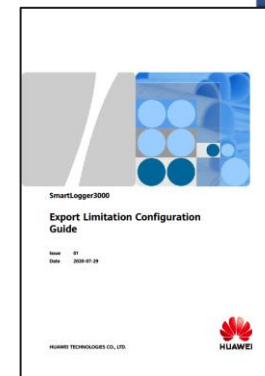 SmartLogger3000
Export Limitation Configuration
Guide
Issue 01
Date 2020-07-29
HUAWEI TECHNOLOGIES CO., LTD.
HUAWEI